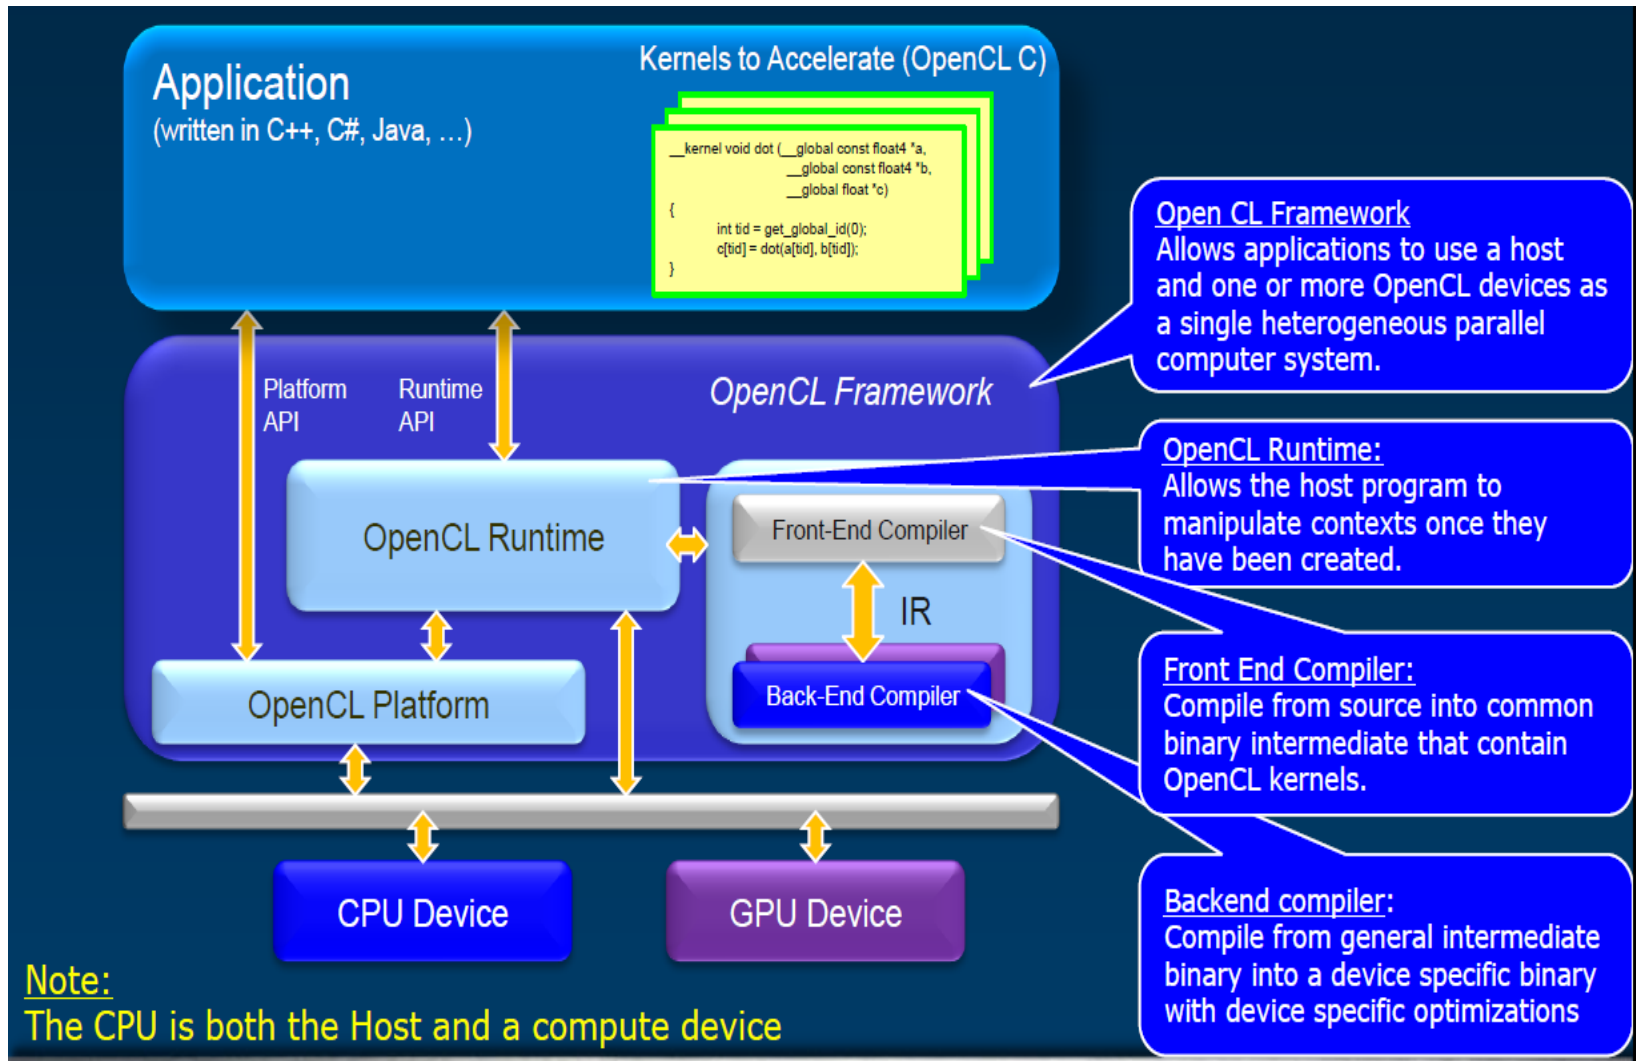 Application
(written in C++, C#, Java, …)
Kernels to Accelerate (OpenCL C)
__kernel void dot (__global const float4 *a,
__global const float4 *b,
__global float *c)
{
int tid = get_global_id(0);
c[tid] = dot(a[tid], b[tid]);
}
Platform
API
Runtime
API
OpenCL Framework
OpenCL Runtime
Front-End Compiler
IR
Back-End Compiler
OpenCL Platform
CPU Device
GPU Device
Open CL Framework
Allows applications to use a host
and one or more OpenCL devices as
a single heterogeneous parallel
computer system.
OpenCL Runtime:
Allows the host program to
manipulate contexts once they
have been created.
Front End Compiler:
Compile from source into common
binary intermediate that contain
OpenCL kernels.
Backend compiler:
Compile from general intermediate
binary into a device specific binary
with device specific optimizations
Note:
The CPU is both the Host and a compute device